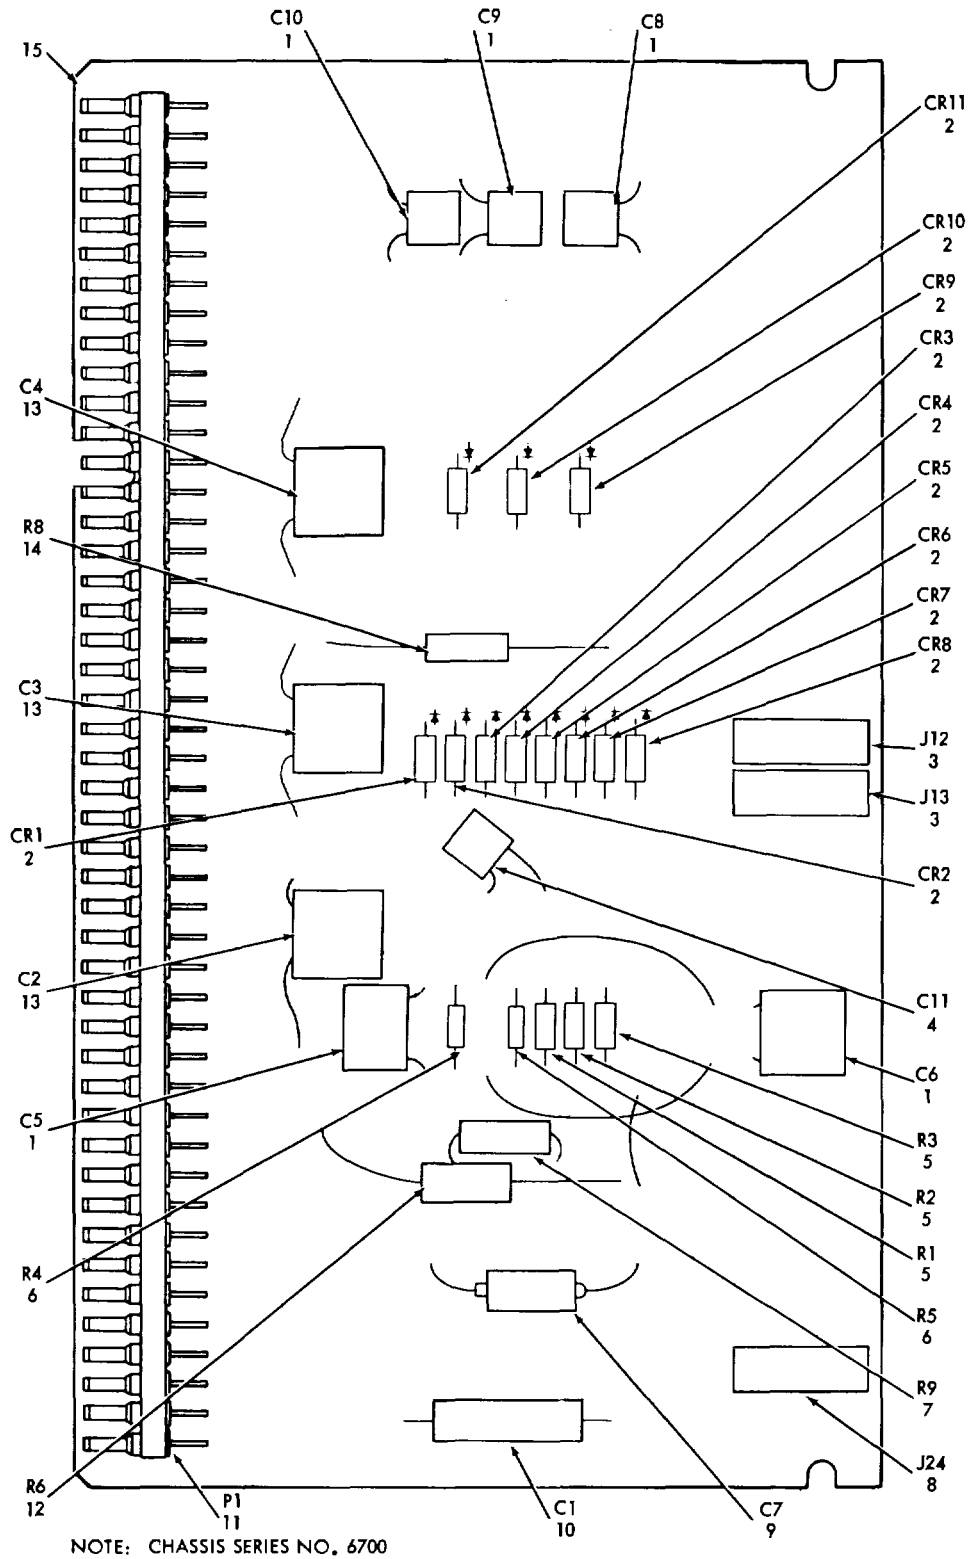 C10
1
C9
1
C8
1
15
CR11
2
CR10
2
CR9
2
CR3
2
C4
13
CR4
2
CR5
2
R8
14
CR6
2
CR7
2
CR8
2
C3
13
J12
3
J13
3
CR1
2
CR2
2
C2
13
C11
4
C6
1
C5
1
R3
5
R2
5
R1
5
R4
6
R5
6
R9
7
J24
8
R6
12
P1
11
C1
10
C7
9
NOTE: CHASSIS SERIES NO. 6700